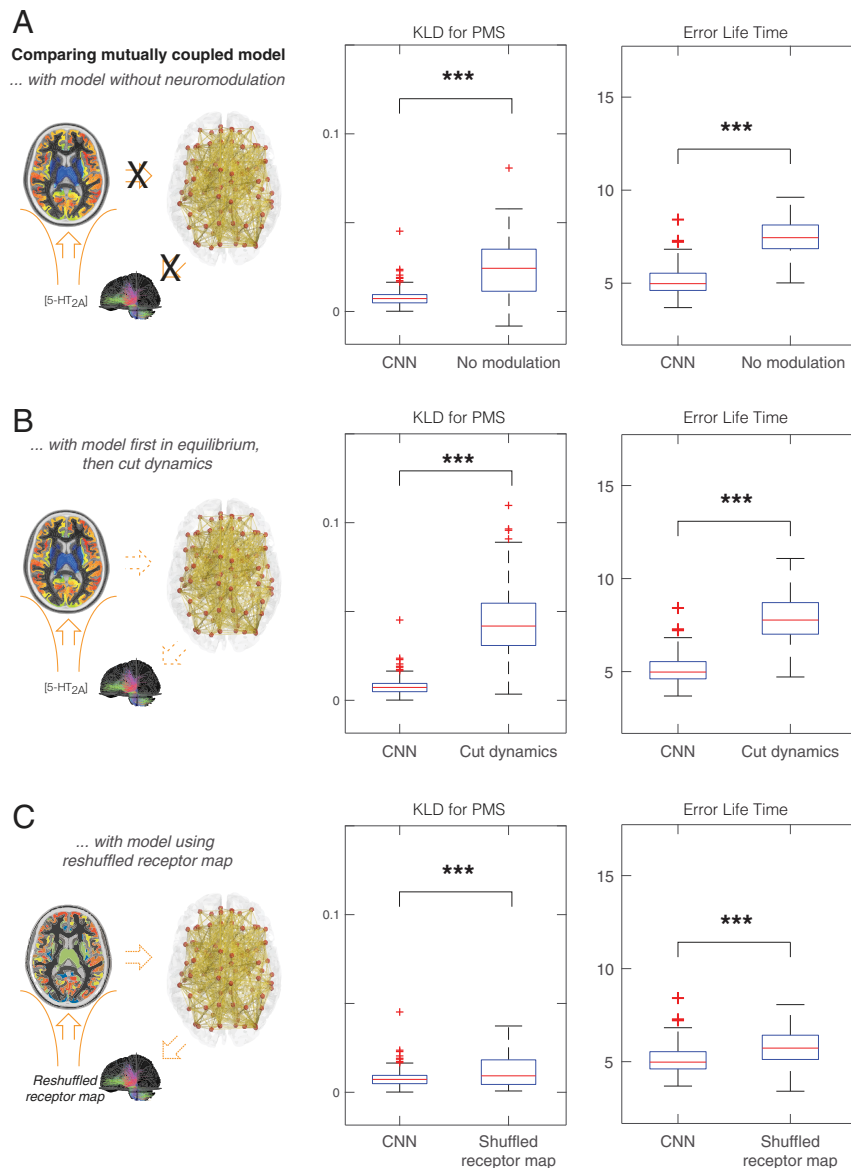 A
Comparing mutually coupled model
... with model without neuromodulation
X
X
[5-HT2A]
KLD for PMS
0.1
0
***
CNN
No modulation
Error Life Time
15
10
5
***
CNN
No modulation
B
... with model first in equilibrium,
then cut dynamics
[5-HT2A]
KLD for PMS
0.1
0
***
CNN
Cut dynamics
Error Life Time
15
10
5
***
CNN
Cut dynamics
C
... with model using
reshuffled receptor map
Reshuffled
receptor map
KLD for PMS
0.1
0
***
CNN
Shuffled
receptor map
Error Life Time
15
10
5
***
CNN
Shuffled
receptor map